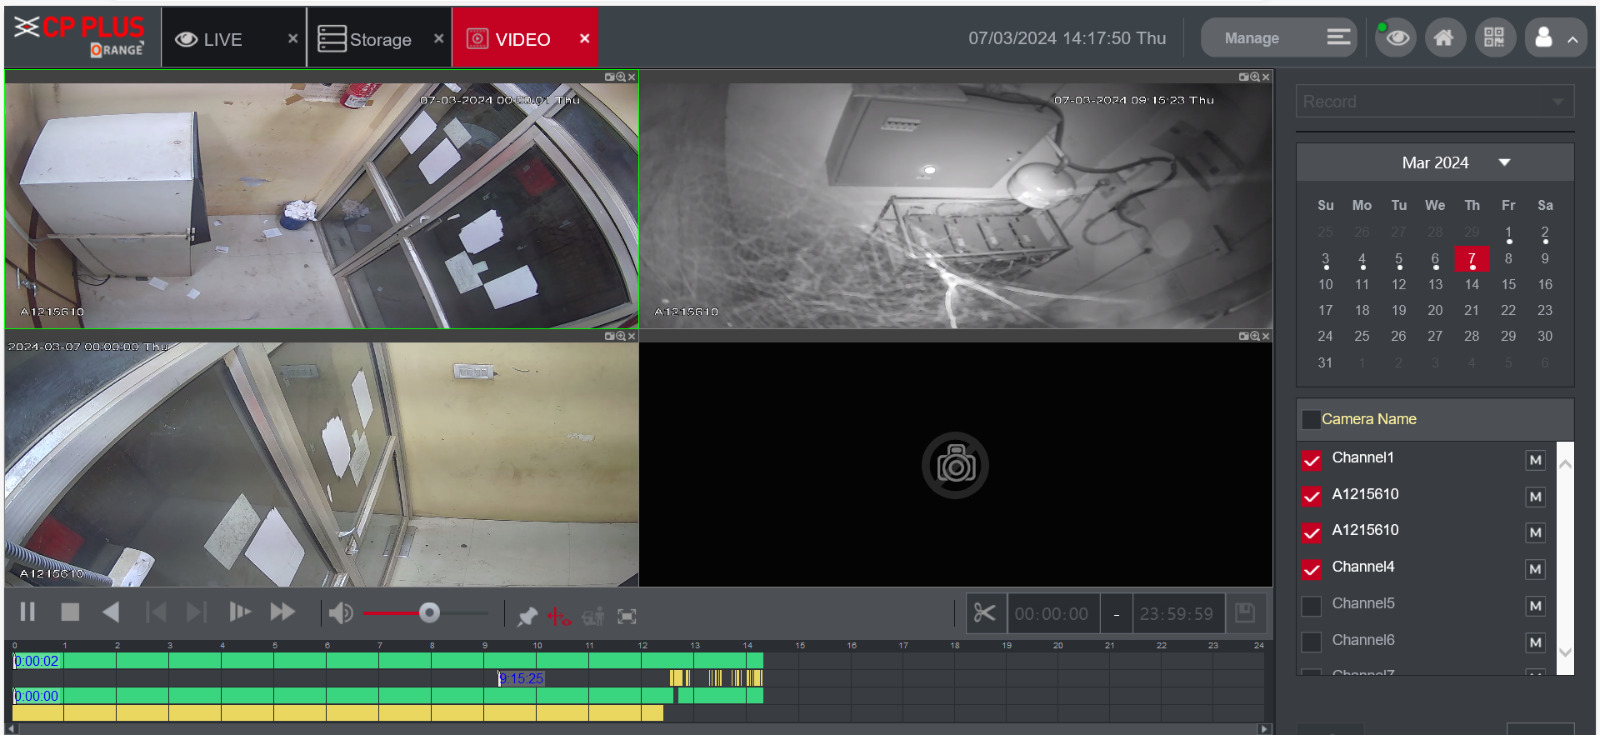 CP PLUS
ORANGE
LIVE
Storage
VIDEO
07/03/2024 14:17:50 Thu
Manage
07-03-2024 00:00:01 Thu
A1215610
07-03-2024 09:15:23 Thu
A1215610
2024-03-07 00:00:00 Thu
A1215610
Record
Mar 2024
Su Mo Tu We Th Fr Sa
25 26 27 28 29 1 2
3 4 5 6 7 8 9
10 11 12 13 14 15 16
17 18 19 20 21 22 23
24 25 26 27 28 29 30
31 1 2 3 4 5 6
Camera Name
Channel1 M
A1215610 M
A1215610 M
Channel4 M
Channel5 M
Channel6 M
Channel7
00:00:00 - 23:59:59
0 1 2 3 4 5 6 7 8 9 10 11 12 13 14 15 16 17 18 19 20 21 22 23 24
0:00:02
9:15:25
0:00:00